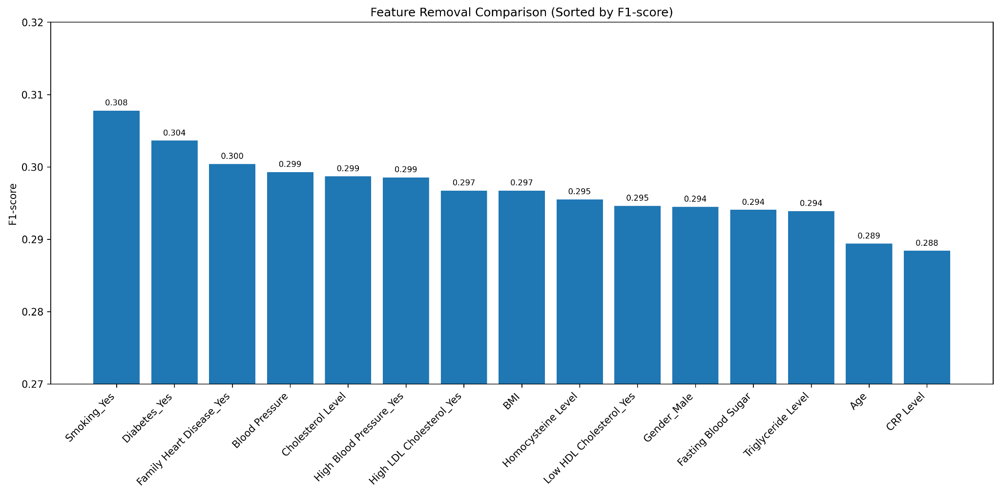 Feature Removal Comparison (Sorted by F1-score)
F1-score
0.32
0.31
0.30
0.29
0.28
0.27
0.308
0.304
0.300
0.299
0.299
0.299
0.297
0.297
0.295
0.295
0.294
0.294
0.294
0.289
0.288
Smoking_Yes
Diabetes_Yes
Family Heart Disease_Yes
Blood Pressure
Cholesterol Level
High Blood Pressure_Yes
High LDL Cholesterol_Yes
BMI
Homocysteine Level
Low HDL Cholesterol_Yes
Gender_Male
Fasting Blood Sugar
Triglyceride Level
Age
CRP Level